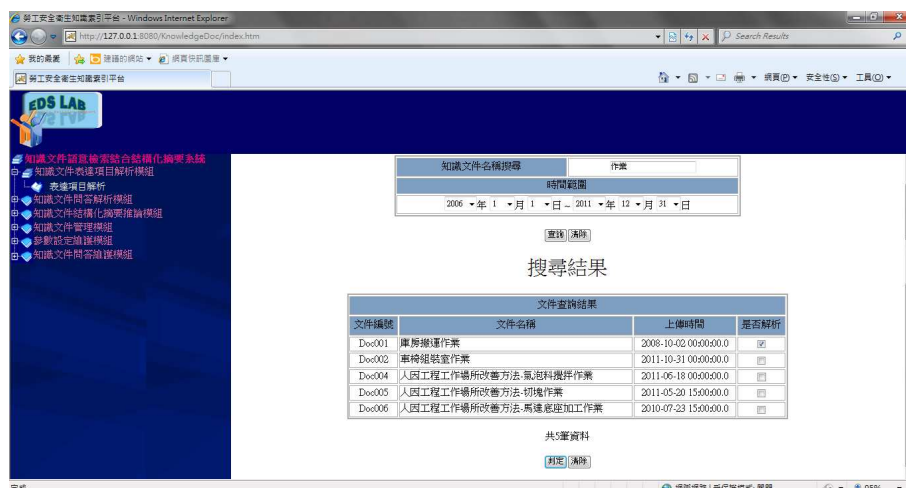 勞工安全衛生知識索引平台 - Windows Internet Explorer
http://127.0.0.1:8080/KnowledgeDoc/index.htm
Search Results
我的最愛 建議的網站 網頁快訊圖庫
勞工安全衛生知識索引平台
網頁(P) 安全性(S) 工具(O)
EDS LAB
知識文件語意檢索結合結構化摘要系統
知識文件表達項目解析模組
表達項目解析
知識文件問答解析模組
知識文件結構化摘要推論模組
知識文件管理模組
參數設定維護模組
知識文件問答維護模組
知識文件名稱搜尋 作業
時間範圍
2006 年 1 月 1 日 ~ 2011 年 12 月 31 日
查詢 清除
搜尋結果
文件查詢結果
文件編號 文件名稱 上傳時間 是否解析
Doc001 庫房搬運作業 2008-10-02 00:00:00.0
Doc002 車椅組裝室作業 2011-10-31 00:00:00.0
Doc004 人因工程工作場所改善方法-氣泡料攪拌作業 2011-06-18 00:00:00.0
Doc005 人因工程工作場所改善方法-切塊作業 2011-05-20 15:00:00.0
Doc006 人因工程工作場所改善方法-馬達底座加工作業 2010-07-23 15:00:00.0
共5筆資料
判定 清除